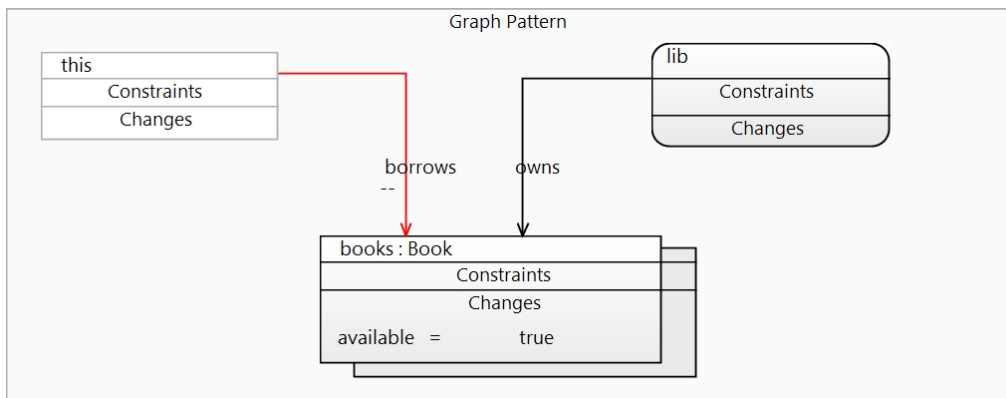 Graph Pattern
this
Constraints
Changes
lib
Constraints
Changes
borrows
--
owns
books : Book
Constraints
Changes
available = true